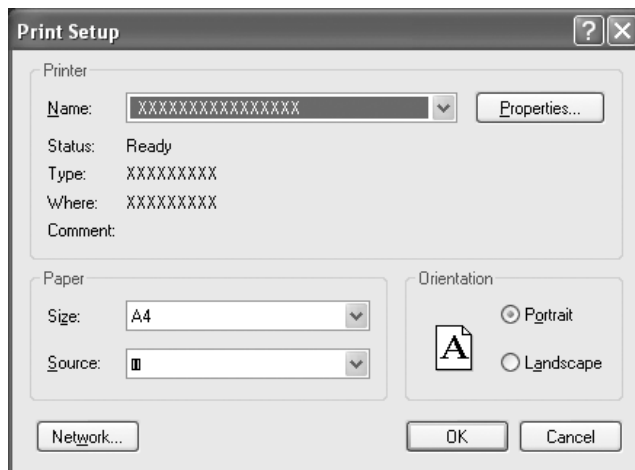 Print Setup
Printer
Name: XXXXXXXXXXXXXXXX Properties...
Status: Ready
Type: XXXXXXXXX
Where: XXXXXXXXX
Comment:
Paper
Size: A4
Source:
Orientation
A
Portrait
Landscape
Network... OK Cancel